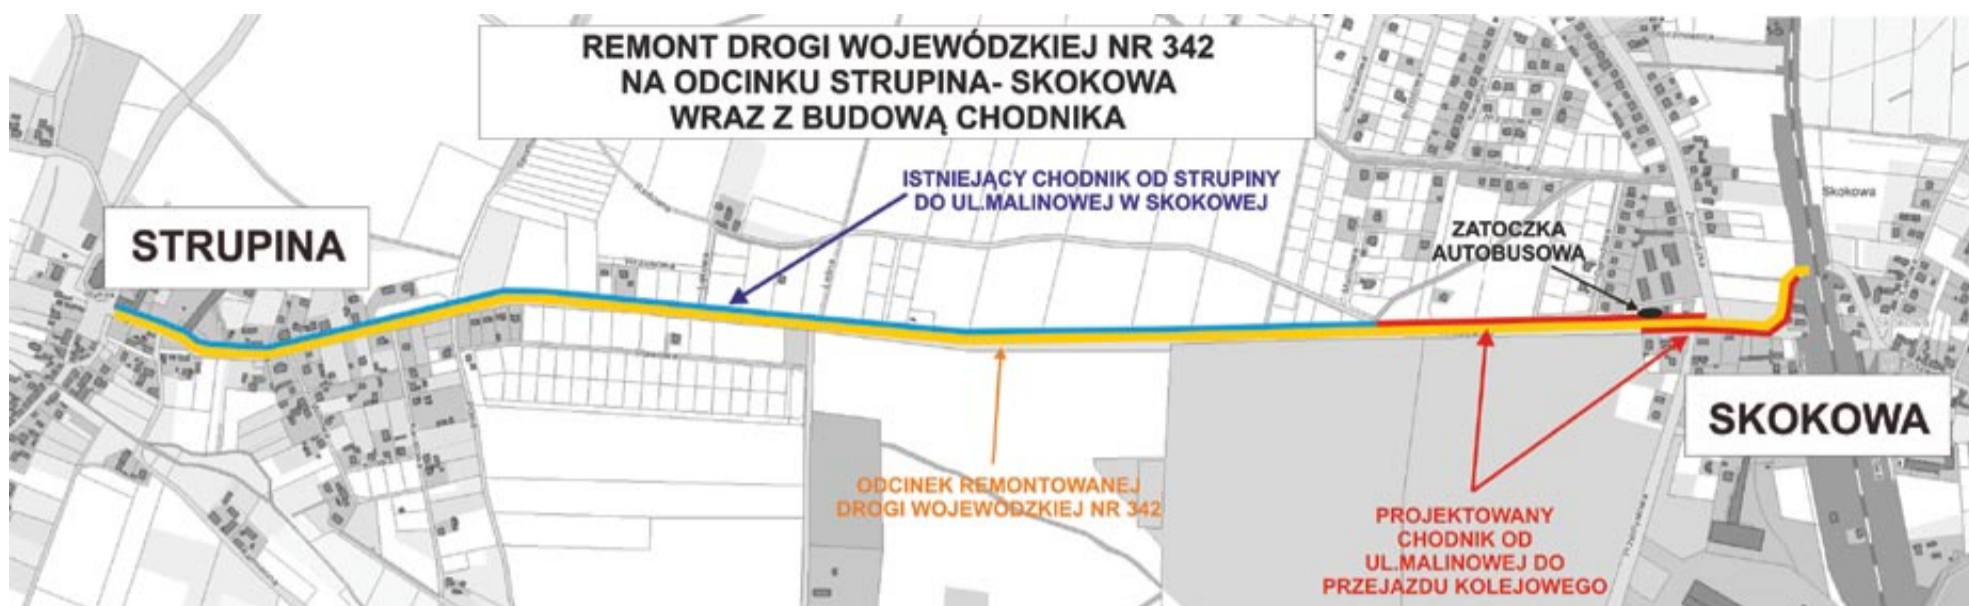 REMONT DROGI WOJEWÓDZKIEJ NR 342
NA ODCINKU STRUPINA- SKOKOWA
WRAZ Z BUDOWĄ CHODNIKA
ISTNIEJĄCY CHODNIK OD STRUPINY
DO UL.MALINOWEJ W SKOKOWEJ
Skokowa
STRUPINA
ZATOCZKA
AUTOBUSOWA
SKOKOWA
ODCINEK REMONTOWANEJ
DROGI WOJEWÓDZKIEJ NR 342
PROJEKTOWANY
CHODNIK OD
UL.MALINOWEJ DO
PRZEJAZDU KOLEJOWEGO